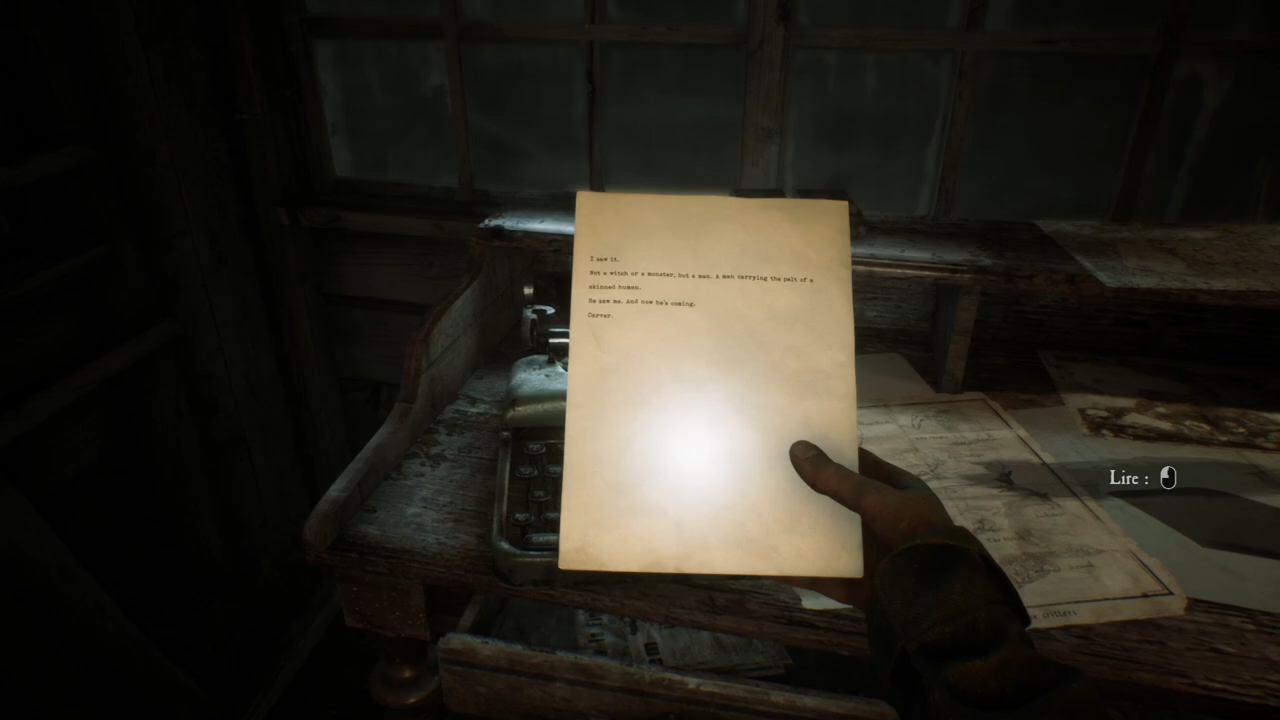 I saw it.
Not a witch or a monster, but a man. A man carrying the pelt of a
skinned human.
He saw me. And now he's coming.
Carver.
Lire :
critters